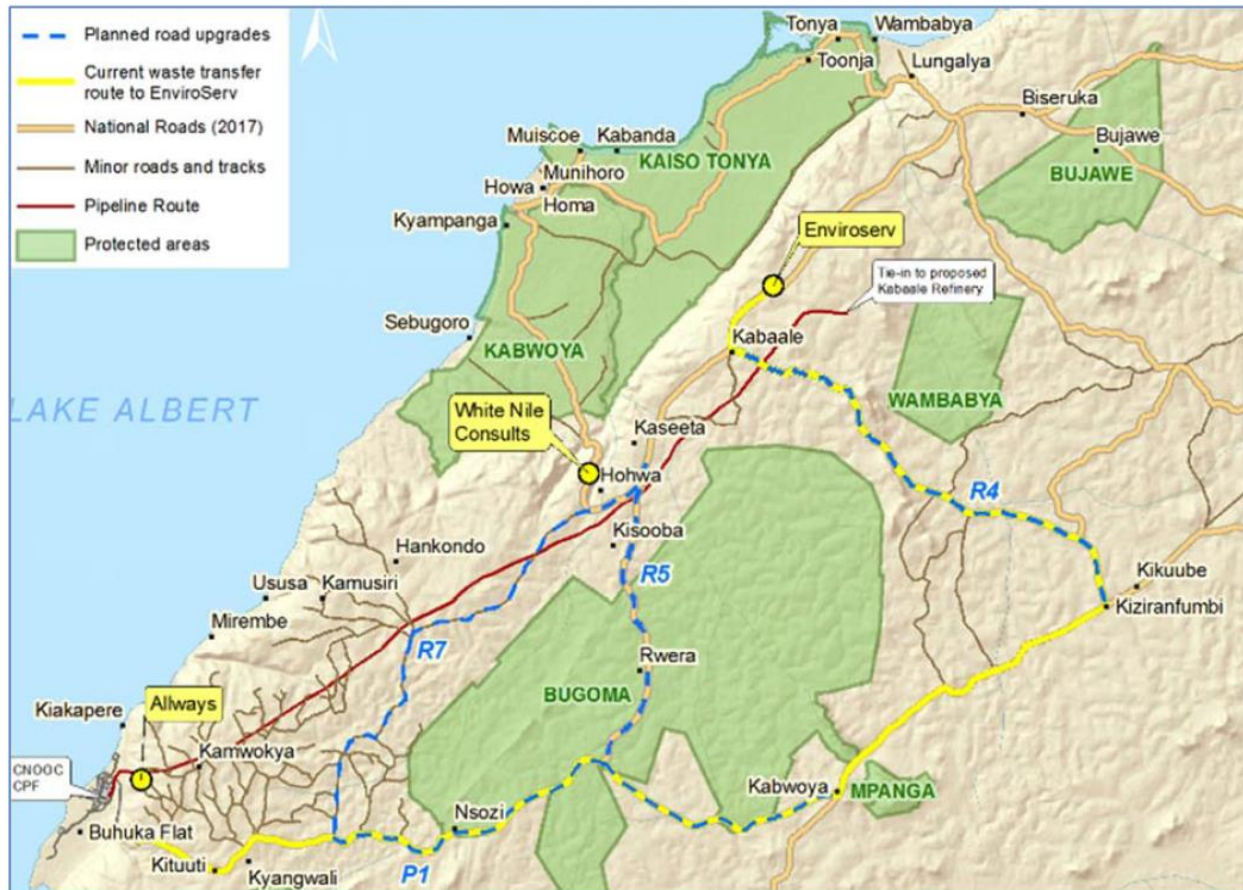 Planned road upgrades
Current waste transfer
route to EnviroServ
National Roads (2017)
Minor roads and tracks
Pipeline Route
Protected areas
Tonya
Wambabya
Toonja
Lungalya
Biseruka
Bujawe
BUJAWE
Muiscoe
Kabanda
KAISO TONYA
Munihoro
Howa
Homa
Kyampanga
Enviroserv
Tie-in to proposed
Kabaale Refinery
Sebugoro
KABWOYA
Kabaale
LAKE ALBERT
WAMBABYA
White Nile
Consults
Kaseeta
Hohwa
R4
Kisooba
Hankondo
R5
Ususa
Kamusiri
Kikuube
Kiziranfumbi
Mirembe
R7
Rwera
BUGOMA
Allways
Kiakapere
Kamwokya
CNOOC
CPF
Kabwoya
MPANGA
Nsozi
Buhuka Flat
Kituuti
Kyangwali
P1